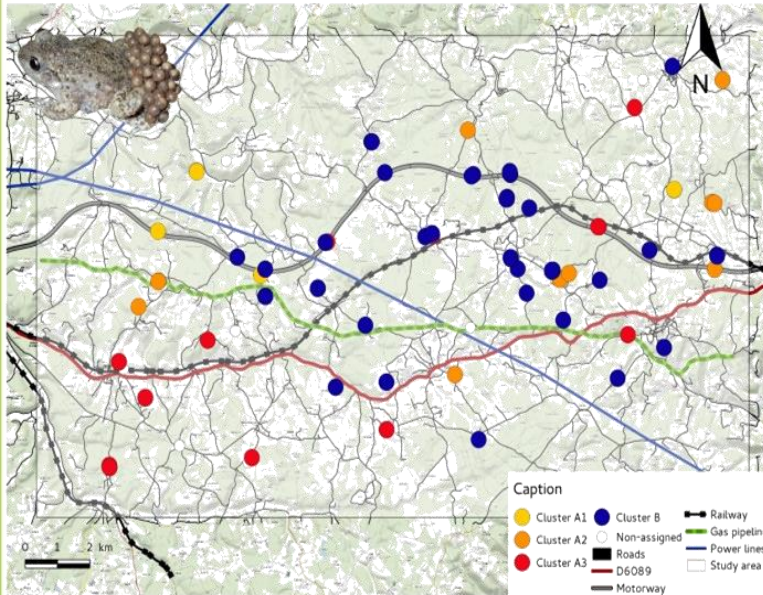 N
Caption
Cluster A1
Cluster B
Railway
Cluster A2
Non-assigned
Gas pipeline
Roads
Power lines
Cluster A3
D6089
Study area
Motorway
0 1 2 km